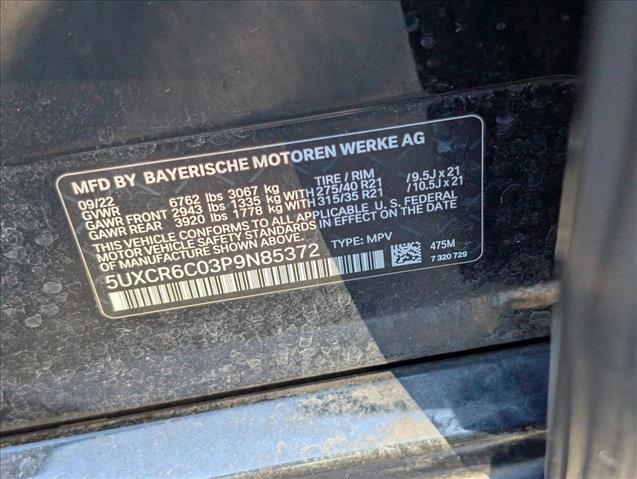 MFD BY BAYERISCHE MOTOREN WERKE AG
09/22 TIRE / RIM
GVWR 6762 lbs 3067 kg
GAWR FRONT 2943 lbs 1335 kg WITH 275/40 R21 / 9.5J x 21
GAWR REAR 3920 lbs 1778 kg WITH 315/35 R21 / 10.5J x 21
THIS VEHICLE CONFORMS TO ALL APPLICABLE U. S. FEDERAL
MOTOR VEHICLE SAFETY STANDARDS IN EFFECT ON THE DATE
OF MANUFACTURE SHOWN ABOVE.
5UXCR6C03P9N85372 TYPE: MPV 475M
7 320 729